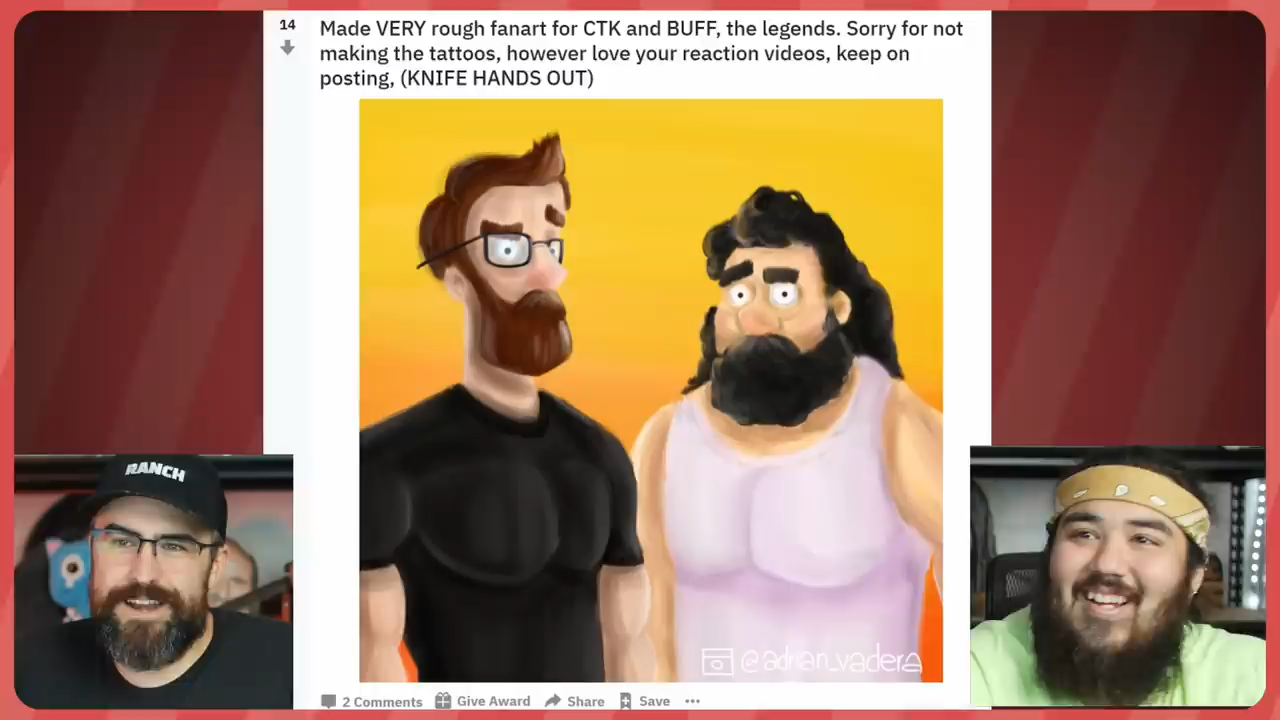 14
Made VERY rough fanart for CTK and BUFF, the legends. Sorry for not
making the tattoos, however love your reaction videos, keep on
posting, (KNIFE HANDS OUT)
RANCH
@adrian_vadera
2 Comments Give Award Share Save ...